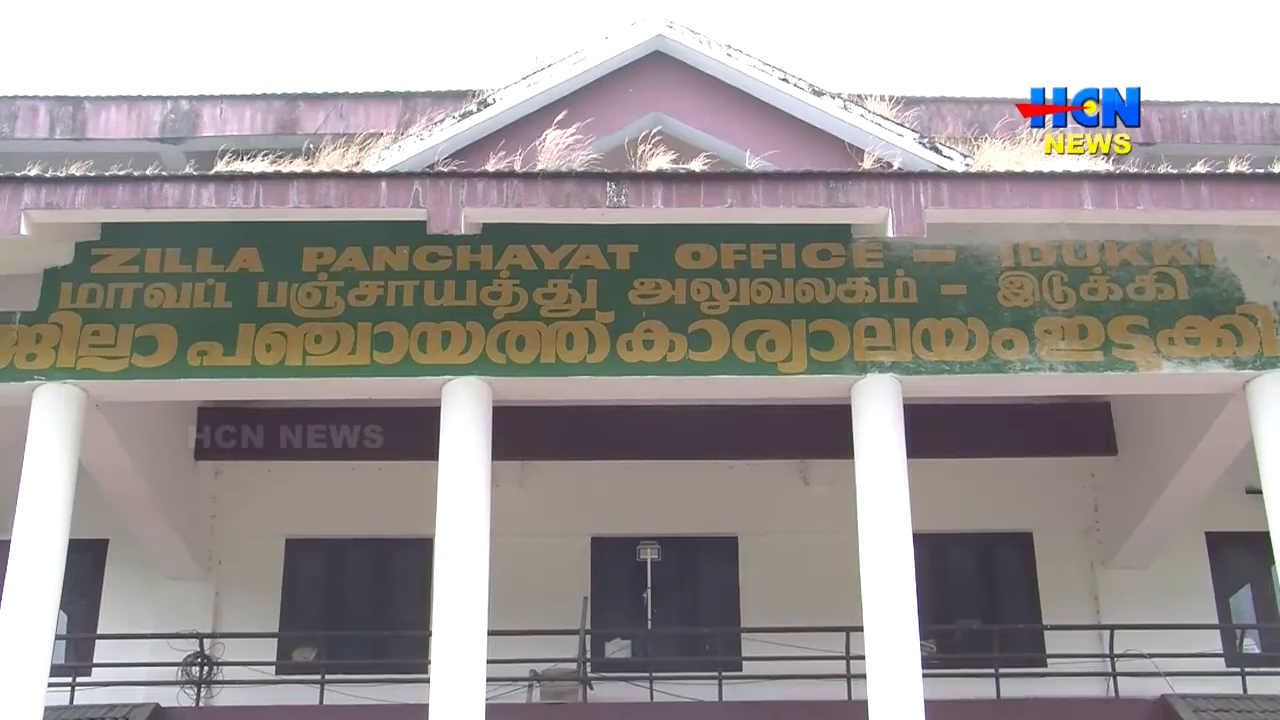 HCN
NEWS
ZILLA PANCHAYAT OFFICE - IDUKKI
மாவட்ட பஞ்சாயத்து அலுவலகம் - இடுக்கி
ജില്ലാ പഞ്ചായത്ത് കാര്യാലയം ഇടുക്കി
HCN NEWS